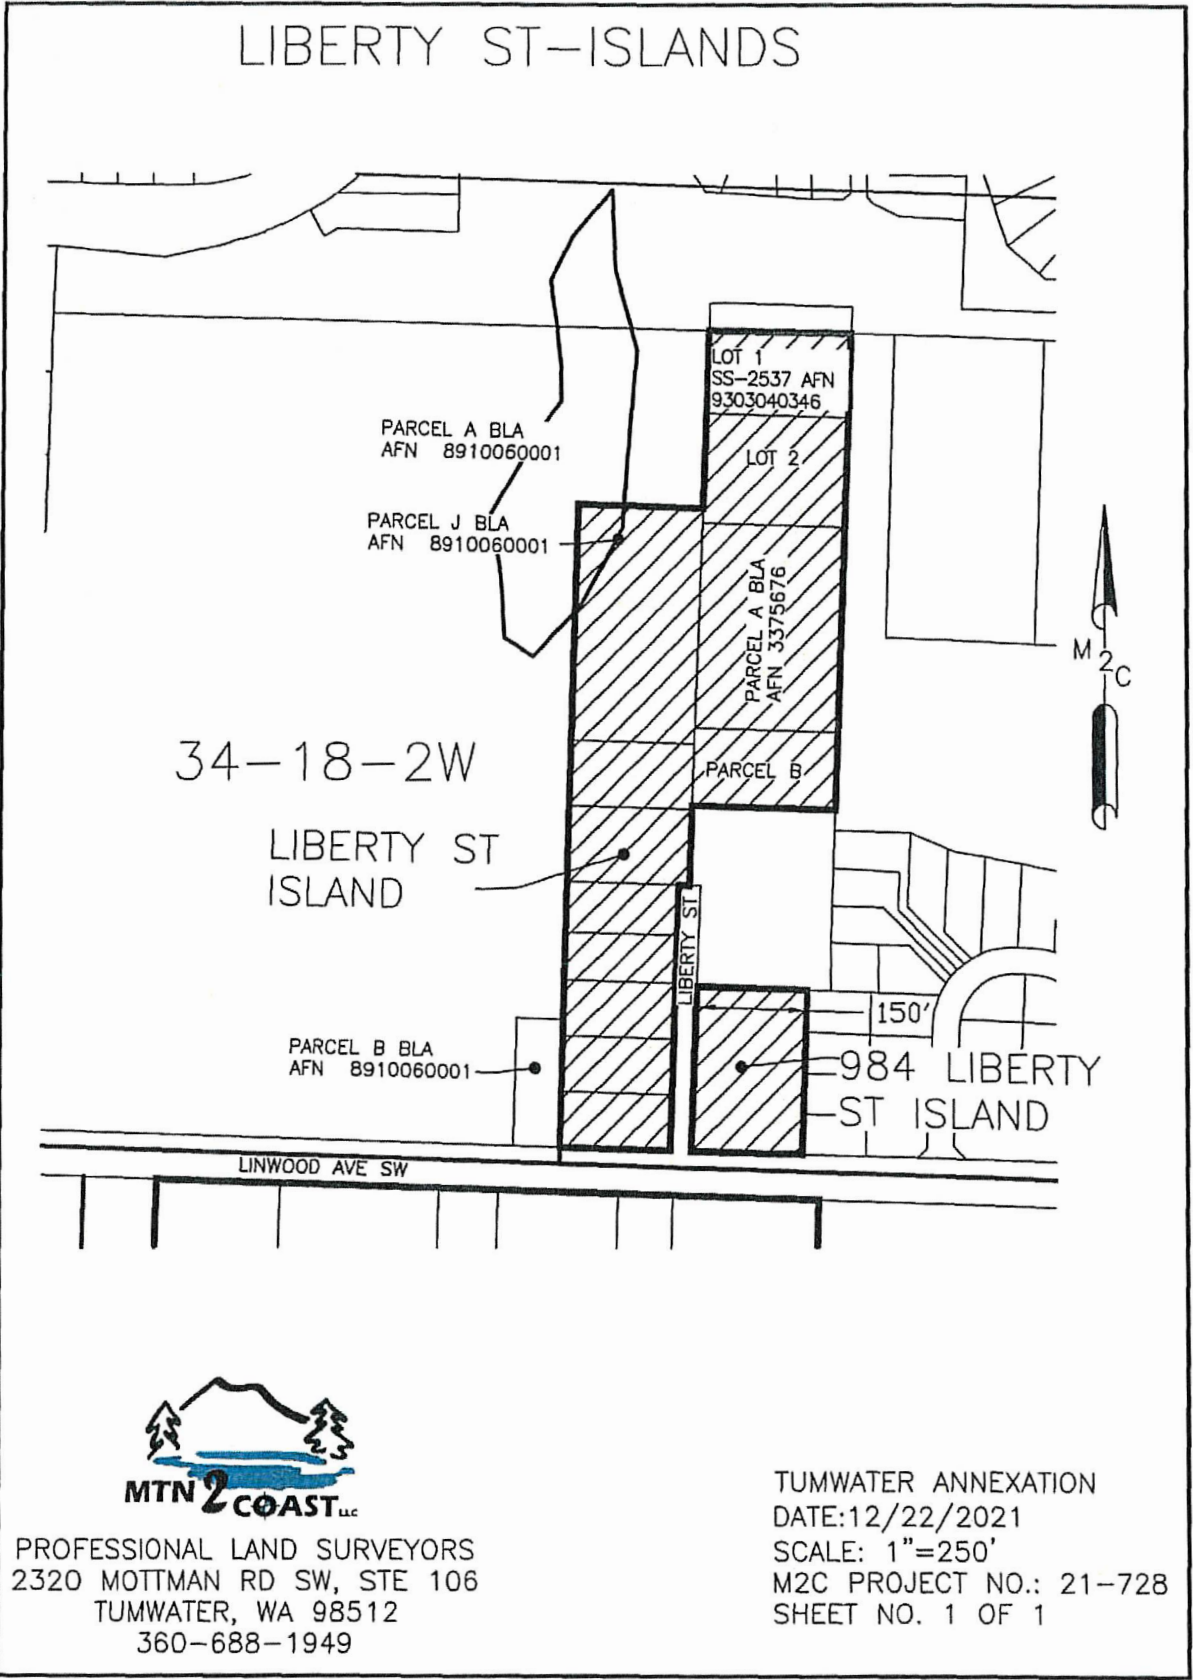 LIBERTY ST-ISLANDS
LOT 1
SS-2537 AFN
9303040346
PARCEL A BLA
AFN 8910060001
LOT 2
PARCEL J BLA
AFN 8910060001
PARCEL A BLA
AFN 3375676
M2C
34-18-2W
PARCEL B
LIBERTY ST
ISLAND
LIBERTY ST
150'
PARCEL B BLA
AFN 8910060001
984 LIBERTY
ST ISLAND
LINWOOD AVE SW
MTN 2 COAST LLC
PROFESSIONAL LAND SURVEYORS
2320 MOTTMAN RD SW, STE 106
TUMWATER, WA 98512
360-688-1949
TUMWATER ANNEXATION
DATE:12/22/2021
SCALE: 1"=250'
M2C PROJECT NO.: 21-728
SHEET NO. 1 OF 1